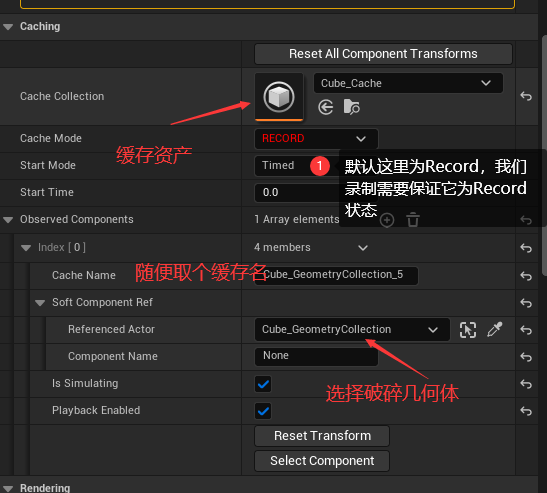 Caching
Reset All Component Transforms
Cache Collection
Cube_Cache
缓存资产
Cache Mode
RECORD
Start Mode
Timed
1
默认这里为Record，我们
录制需要保证它为Record
状态
Start Time
0.0
Observed Components
1 Array elements
Index [ 0 ]
4 members
Cache Name
随便取个缓存名
Cube_GeometryCollection_5
Soft Component Ref
Referenced Actor
Cube_GeometryCollection
Component Name
None
Is Simulating
选择破碎几何体
Playback Enabled
Reset Transform
Select Component
Rendering